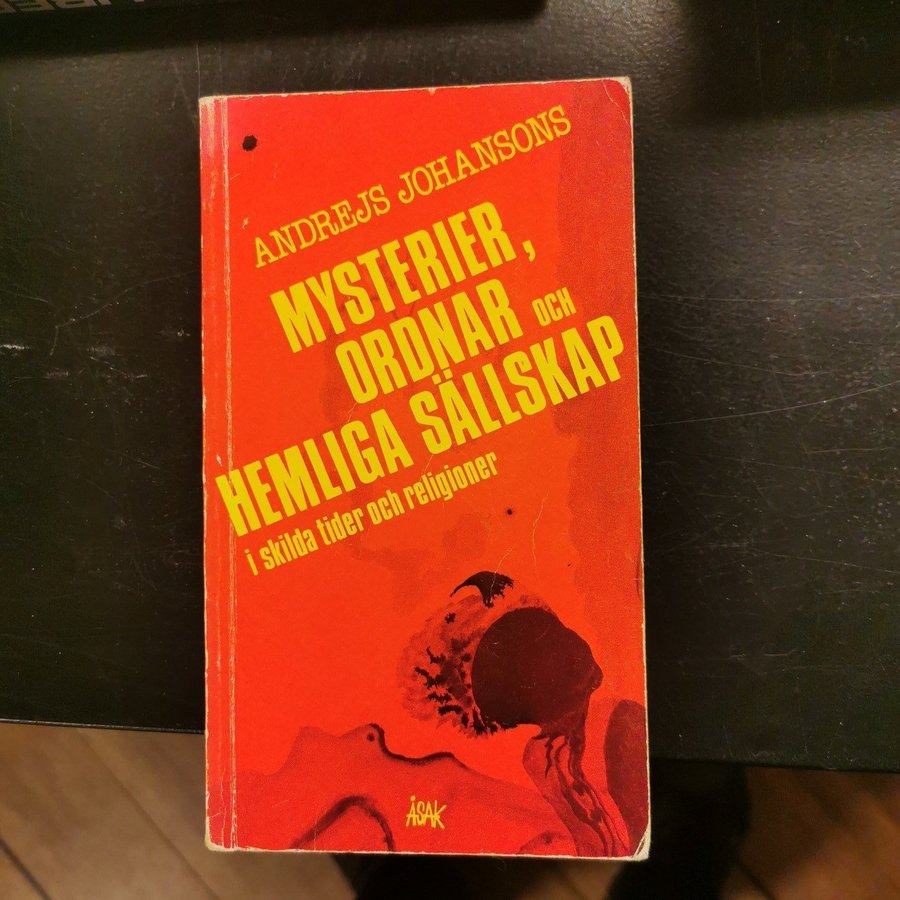 ANDREJS JOHANSONS
MYSTERIER,
ORDNAR OCH
HEMLIGA SÄLLSKAP
i skilda tider och religioner
ÅSAK